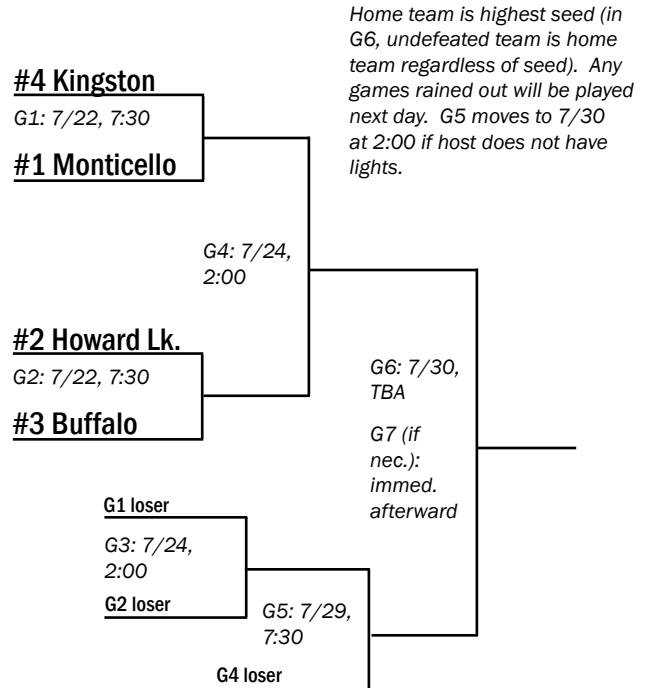 Home team is highest seed (in
G6, undefeated team is home
team regardless of seed).  Any
games rained out will be played
next day.  G5 moves to 7/30
at 2:00 if host does not have
lights.
#4 Kingston
G1: 7/22, 7:30
#1 Monticello
G4: 7/24,
2:00
#2 Howard Lk.
G2: 7/22, 7:30
#3 Buffalo
G6: 7/30,
TBA
G7 (if
nec.):
immed.
afterward
G1 loser
G3: 7/24,
2:00
G2 loser
G5: 7/29,
7:30
G4 loser